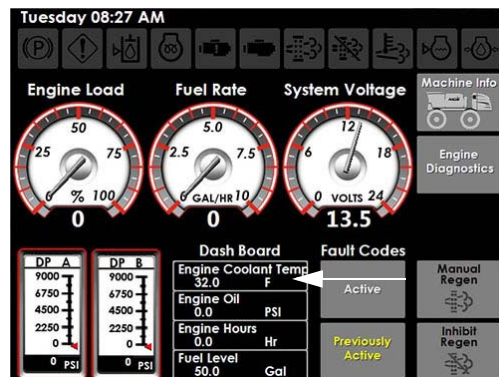 Tuesday 08:27 AM
(P)
Engine Load
Fuel Rate
System Voltage
Machine Info
50
25
75
0
%
100
0
5.0
2.5
7.5
0
GAL/HR
10
0
12
6
18
0
VOLTS
24
13.5
Engine
Diagnostics
Dash Board
Fault Codes
DP A
9000
6750
4500
2250
0
0 PSI
DP B
9000
6750
4500
2250
0
0 PSI
Engine Coolant Temp
32.0 F
Engine Oil
0.0 PSI
Engine Hours
0.0 Hr
Fuel Level
50.0 Gal
Active
Previously
Active
Manual
Regen
Inhibit
Regen